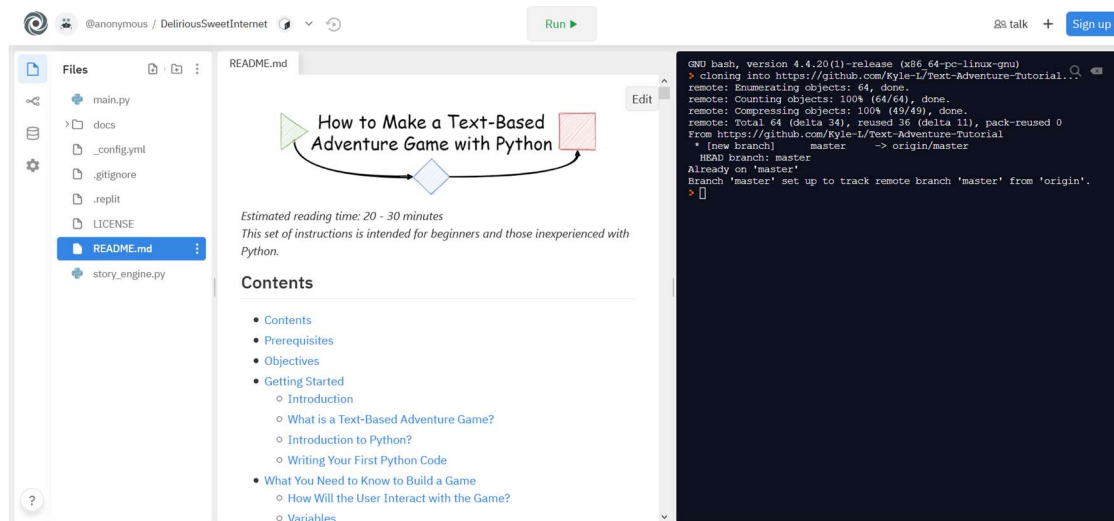 @anonymous / DeliriousSweetInternet
Run
talk
+
Sign up
Files
main.py
docs
_config.yml
.gitignore
.replit
LICENSE
README.md
story_engine.py
?
README.md
Edit
How to Make a Text-Based
Adventure Game with Python
Estimated reading time: 20 - 30 minutes
This set of instructions is intended for beginners and those inexperienced with
Python.
Contents
Contents
Prerequisites
Objectives
Getting Started
Introduction
What is a Text-Based Adventure Game?
Introduction to Python?
Writing Your First Python Code
What You Need to Know to Build a Game
How Will the User Interact with the Game?
Variables
GNU bash, version 4.4.20(1)-release (x86_64-pc-linux-gnu)
> cloning into https://github.com/Kyle-L/Text-Adventure-Tutorial...
remote: Enumerating objects: 64, done.
remote: Counting objects: 100% (64/64), done.
remote: Compressing objects: 100% (49/49), done.
remote: Total 64 (delta 34), reused 36 (delta 11), pack-reused 0
From https://github.com/Kyle-L/Text-Adventure-Tutorial
* [new branch] master -> origin/master
HEAD branch: master
Already on 'master'
Branch 'master' set up to track remote branch 'master' from 'origin'.
>